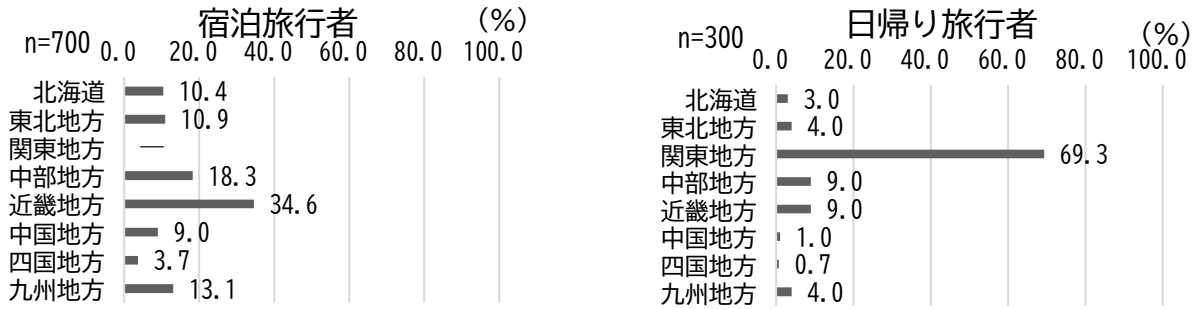 宿泊旅行者 (%)
n=700 0.0 20.0 40.0 60.0 80.0 100.0
北海道 10.4
東北地方 10.9
関東地方 —
中部地方 18.3
近畿地方 34.6
中国地方 9.0
四国地方 3.7
九州地方 13.1
日帰り旅行者 (%)
n=300 0.0 20.0 40.0 60.0 80.0 100.0
北海道 3.0
東北地方 4.0
関東地方 69.3
中部地方 9.0
近畿地方 9.0
中国地方 1.0
四国地方 0.7
九州地方 4.0